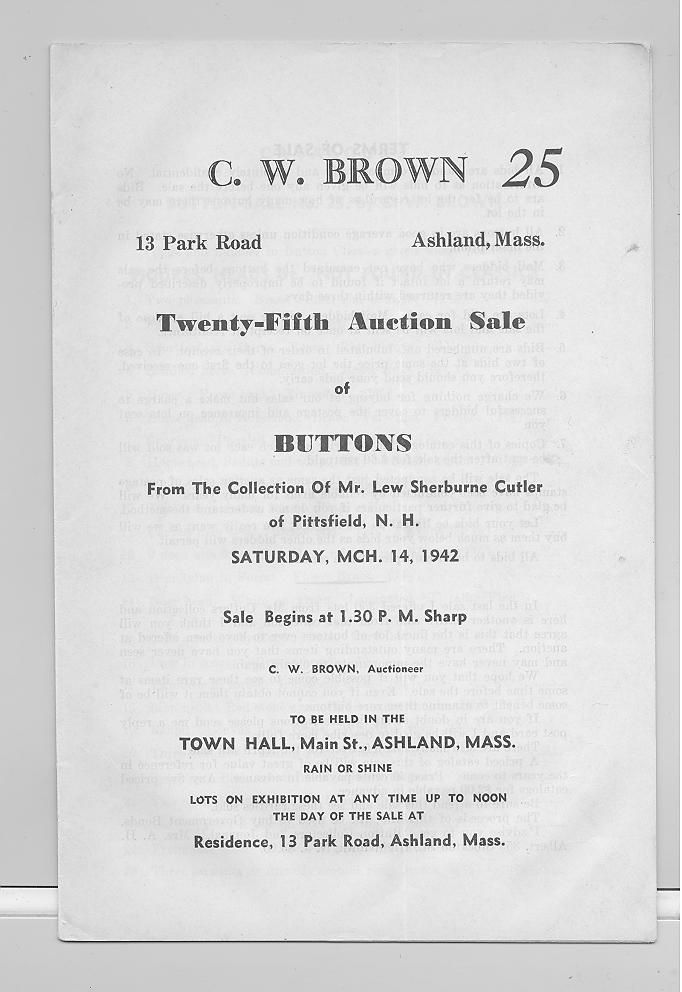 C. W. BROWN 25
13 Park Road Ashland, Mass.
Twenty-Fifth Auction Sale
of
BUTTONS
From The Collection Of Mr. Lew Sherburne Cutler
of Pittsfield, N. H.
SATURDAY, MCH. 14, 1942
Sale Begins at 1.30 P. M. Sharp
C. W. BROWN, Auctioneer
TO BE HELD IN THE
TOWN HALL, Main St., ASHLAND, MASS.
RAIN OR SHINE
LOTS ON EXHIBITION AT ANY TIME UP TO NOON
THE DAY OF THE SALE AT
Residence, 13 Park Road, Ashland, Mass.